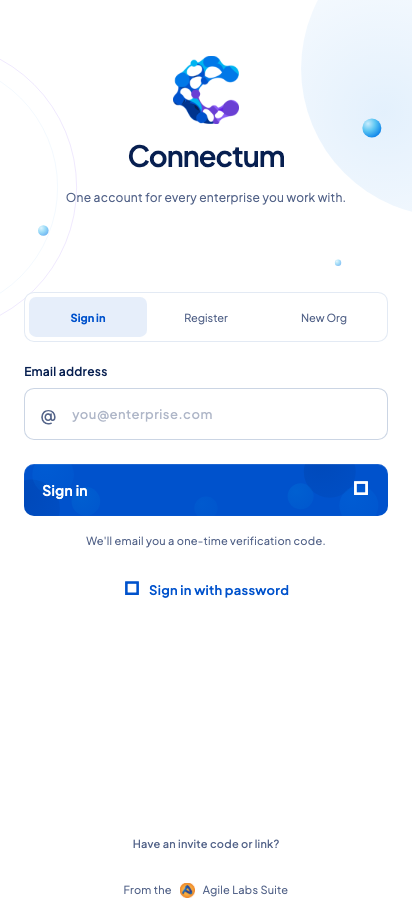 Connectum
One account for every enterprise you work with.
Sign in
Register
New Org
Email address
@ you@enterprise.com
Sign in
We'll email you a one-time verification code.
Sign in with password
Have an invite code or link?
From the Agile Labs Suite